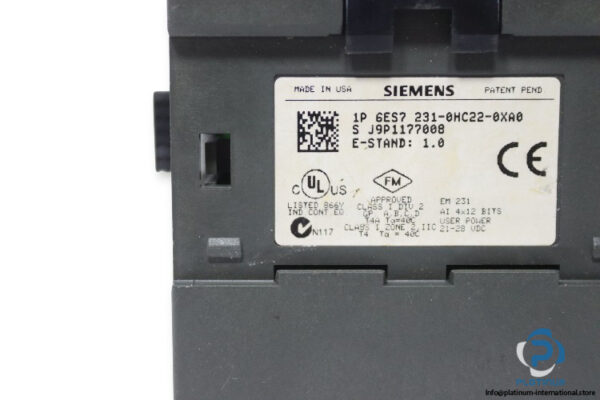 MADE IN USA SIEMENS PATENT PEND
1P 6ES7 231-0HC22-0XA0
S J9P1177008
E-STAND: 1.0
CE
C UL US
LISTED 866V
IND CONT.EQ
N117
FM
APPROVED
CLASS I DIV 2
GP A,B,C,D
T4A Ta=40C
CLASS I ZONE 2,IIC
T4 Ta = 40C
EM 231
AI 4x12 BITS
USER POWER
21-28 VDC
Info@platinum-international.store